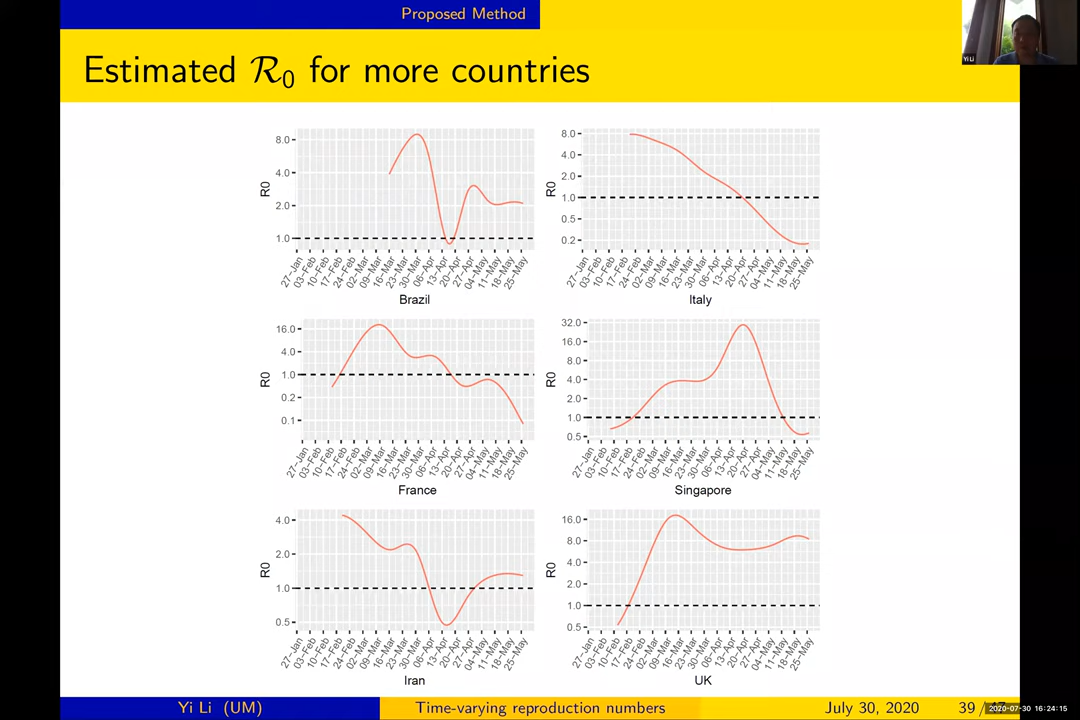 Proposed Method
Estimated R0 for more countries
Yi Li
R0
8.0
4.0
2.0
1.0
27-Jan 03-Feb 10-Feb 17-Feb 24-Feb 02-Mar 09-Mar 16-Mar 23-Mar 30-Mar 06-Apr 13-Apr 20-Apr 27-Apr 04-May 11-May 18-May 25-May
Brazil
R0
8.0
4.0
2.0
1.0
0.5
0.2
27-Jan 03-Feb 10-Feb 17-Feb 24-Feb 02-Mar 09-Mar 16-Mar 23-Mar 30-Mar 06-Apr 13-Apr 20-Apr 27-Apr 04-May 11-May 18-May 25-May
Italy
R0
16.0
4.0
1.0
0.2
0.1
27-Jan 03-Feb 10-Feb 17-Feb 24-Feb 02-Mar 09-Mar 16-Mar 23-Mar 30-Mar 06-Apr 13-Apr 20-Apr 27-Apr 04-May 11-May 18-May 25-May
France
R0
32.0
16.0
8.0
4.0
2.0
1.0
0.5
27-Jan 03-Feb 10-Feb 17-Feb 24-Feb 02-Mar 09-Mar 16-Mar 23-Mar 30-Mar 06-Apr 13-Apr 20-Apr 27-Apr 04-May 11-May 18-May 25-May
Singapore
R0
4.0
2.0
1.0
0.5
27-Jan 03-Feb 10-Feb 17-Feb 24-Feb 02-Mar 09-Mar 16-Mar 23-Mar 30-Mar 06-Apr 13-Apr 20-Apr 27-Apr 04-May 11-May 18-May 25-May
Iran
R0
16.0
8.0
4.0
2.0
1.0
0.5
27-Jan 03-Feb 10-Feb 17-Feb 24-Feb 02-Mar 09-Mar 16-Mar 23-Mar 30-Mar 06-Apr 13-Apr 20-Apr 27-Apr 04-May 11-May 18-May 25-May
UK
Yi Li (UM) Time-varying reproduction numbers July 30, 2020 39 /
2020-07-30 16:24:15